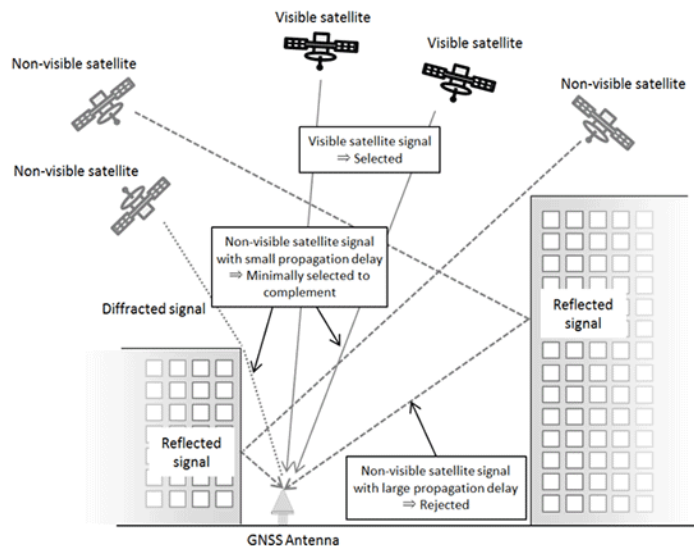 Visible satellite
Visible satellite
Non-visible satellite
Non-visible satellite
Non-visible satellite
Visible satellite signal
⇒ Selected
Non-visible satellite signal
with small propagation delay
⇒ Minimally selected to
complement
Diffracted signal
Reflected
signal
Reflected
signal
Non-visible satellite signal
with large propagation delay
⇒ Rejected
GNSS Antenna